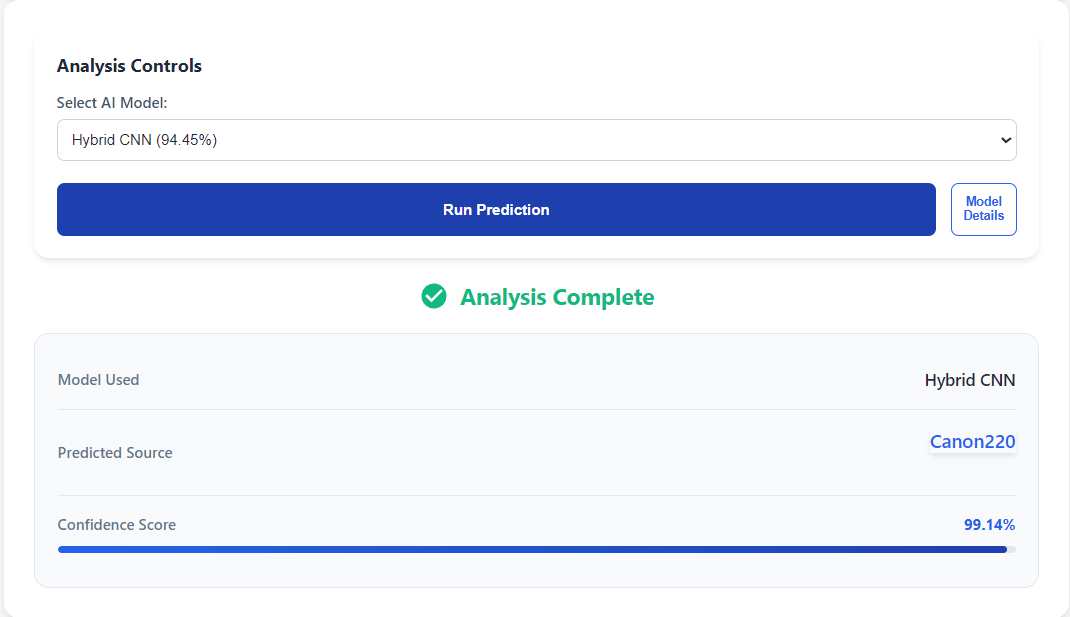 Analysis Controls
Select AI Model:
Hybrid CNN (94.45%)
Run Prediction
Model
Details
Analysis Complete
Model Used
Hybrid CNN
Predicted Source
Canon220
Confidence Score
99.14%